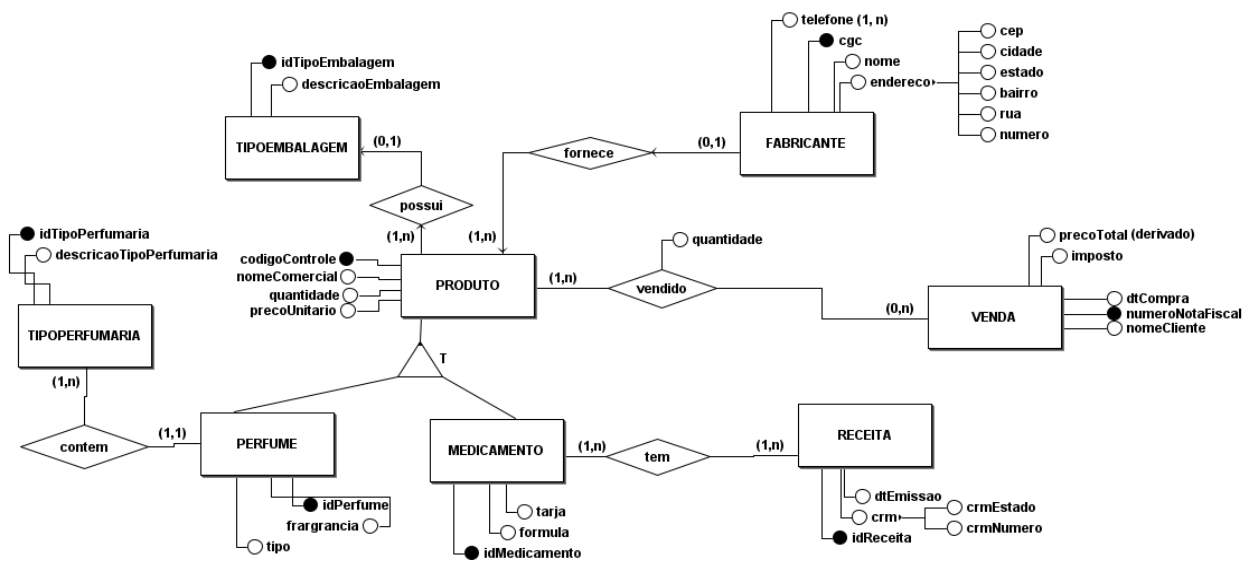 telefone (1, n)
cgc
nome
endereco
cep
cidade
estado
bairro
rua
numero
idTipoEmbalagem
descricaoEmbalagem
TIPOEMBALAGEM
(0,1)
fornece
(0,1)
FABRICANTE
possui
(1,n)
(1,n)
idTipoPerfumaria
descricaoTipoPerfumaria
TIPOPERFUMARIA
(1,n)
codigoControle
nomeComercial
quantidade
precoUnitario
PRODUTO
(1,n)
quantidade
vendido
(0,n)
precoTotal (derivado)
imposto
VENDA
dtCompra
numeroNotaFiscal
nomeCliente
T
contem
(1,1)
PERFUME
idPerfume
frargrancia
tipo
MEDICAMENTO
(1,n)
tem
(1,n)
RECEITA
tarja
formula
idMedicamento
dtEmissao
crm
idReceita
crmEstado
crmNumero